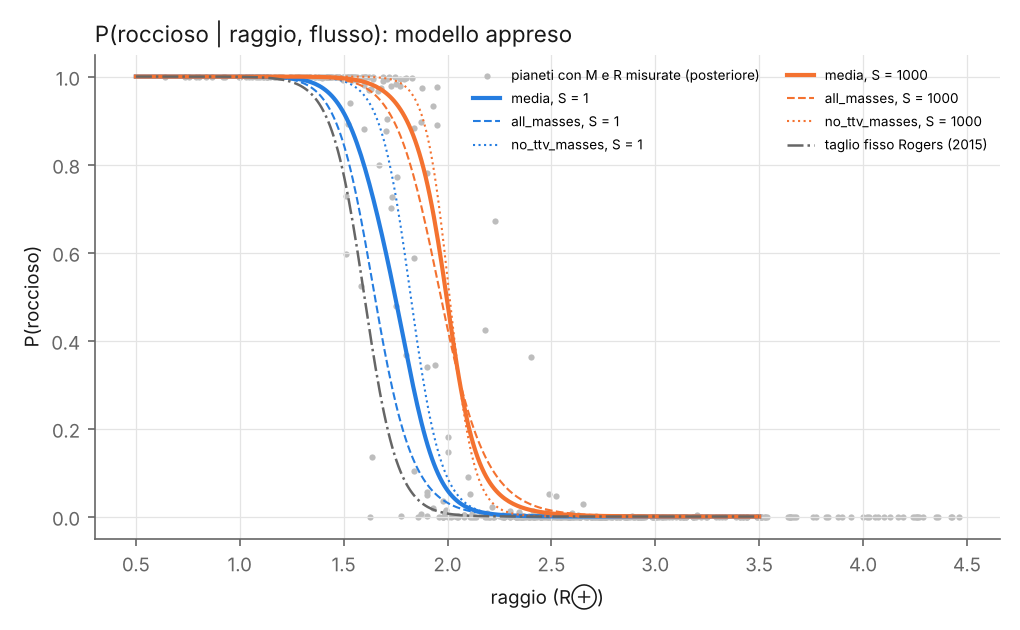 P(roccioso | raggio, flusso): modello appreso
pianeti con M e R misurate (posteriore)
media, S = 1
all_masses, S = 1
no_ttv_masses, S = 1
media, S = 1000
all_masses, S = 1000
no_ttv_masses, S = 1000
taglio fisso Rogers (2015)
P(roccioso)
1.0
0.8
0.6
0.4
0.2
0.0
0.5 1.0 1.5 2.0 2.5 3.0 3.5 4.0 4.5
raggio (R⊕)